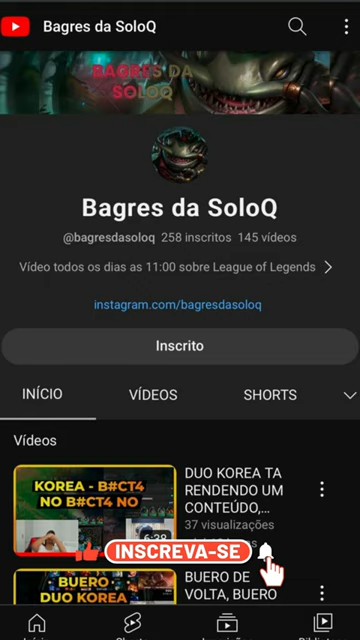 Bagres da SoloQ
BAGRES DA
SOLOQ
Bagres da SoloQ
@bagresdasoloq 258 inscritos 145 vídeos
Vídeo todos os dias as 11:00 sobre League of Legends
instagram.com/bagresdasoloq
Inscrito
INÍCIO VÍDEOS SHORTS
Vídeos
KOREA - B#CT4
NO B#CT4 NO
6:38
DUO KOREA TA
RENDENDO UM
CONTEÚDO,...
37 visualizações
INSCREVA-SE
BUERO
DUO KOREA
BUERO DE
VOLTA, BUERO